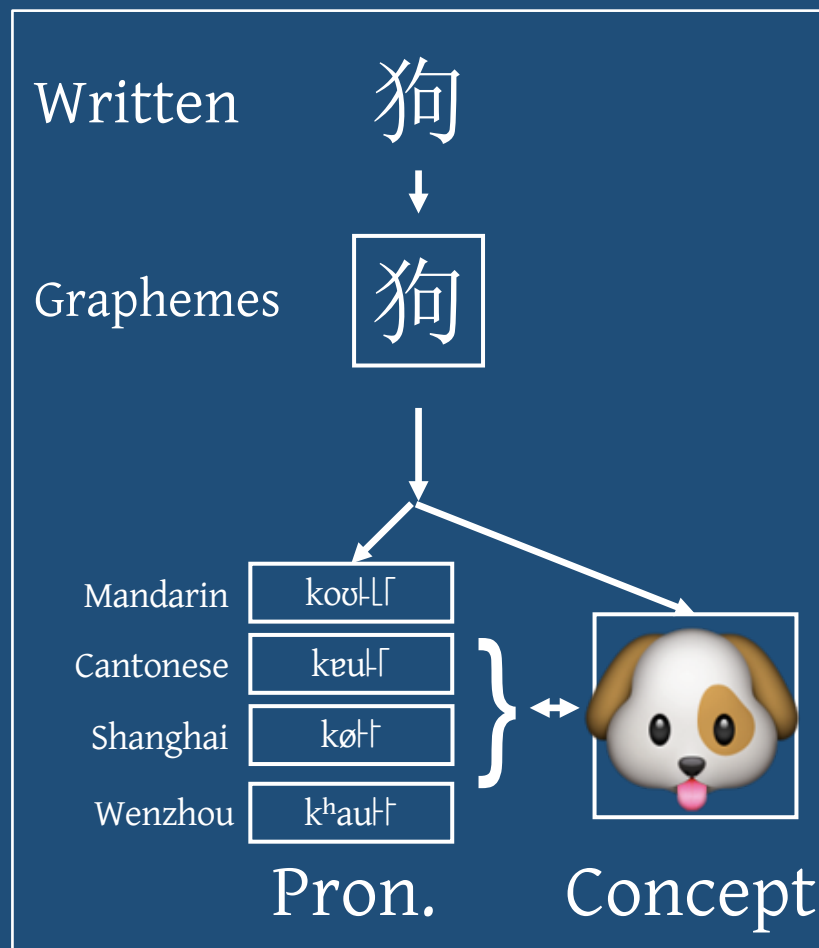 Written 狗
Graphemes 狗
Mandarin koʊ˨˩˥
Cantonese kɐu˨˥
Shanghai kø˧˦
Wenzhou kʰau˧˦
Pron. Concept